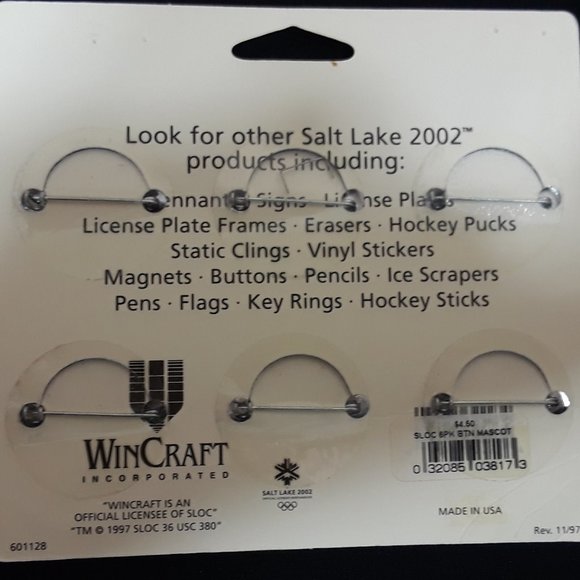 Look for other Salt Lake 2002™
products including:
Signs · License Plates
License Plate Frames · Erasers · Hockey Pucks
Static Clings · Vinyl Stickers
Magnets · Buttons · Pencils · Ice Scrapers
Pens · Flags · Key Rings · Hockey Sticks
WINCRAFT
INCORPORATED
"WINCRAFT IS AN
OFFICIAL LICENSEE OF SLOC"
"TM © 1997 SLOC 36 USC 380"
601128
SALT LAKE 2002
$4.50
SLOC 6PK BTN MASCOT
0 32085 03817 3
MADE IN USA
Rev. 11/97